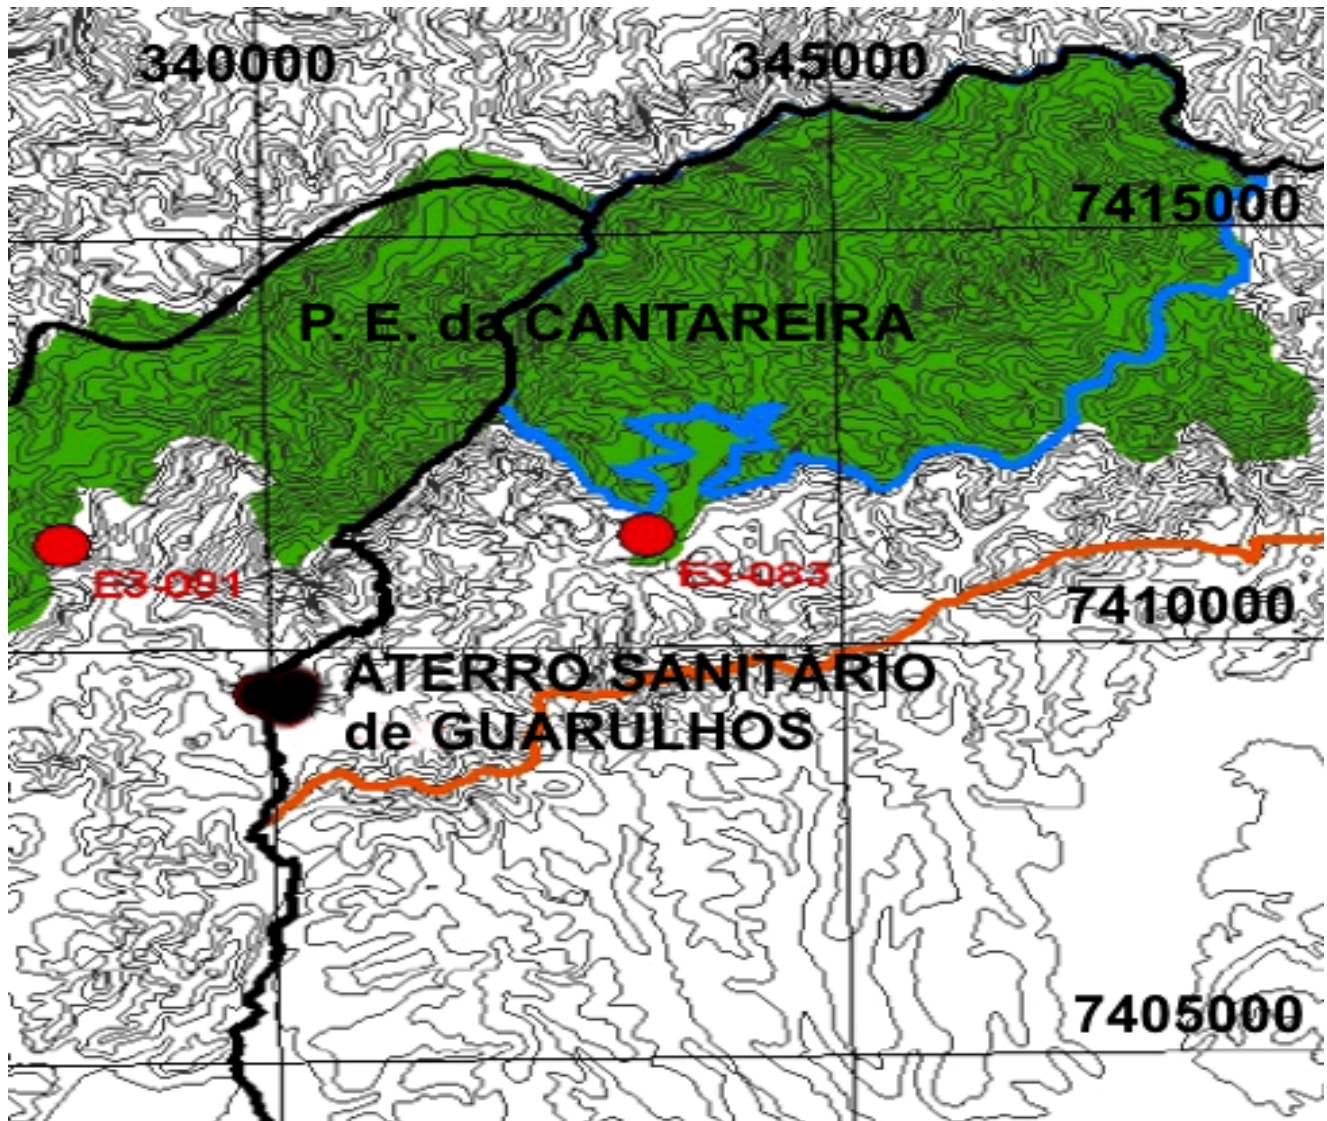 340000
345000
7415000
P. E. da CANTAREIRA
E3-081
E3-083
7410000
ATERRO SANITÁRIO
de GUARULHOS
7405000